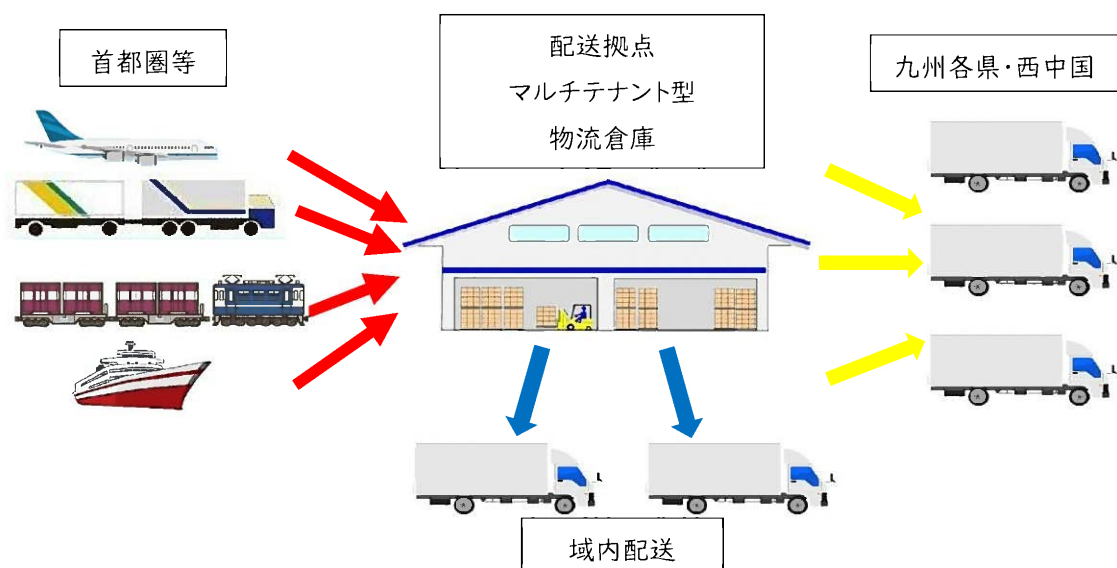 首都圏等
配送拠点
マルチテナント型
物流倉庫
九州各県・西中国
域内配送